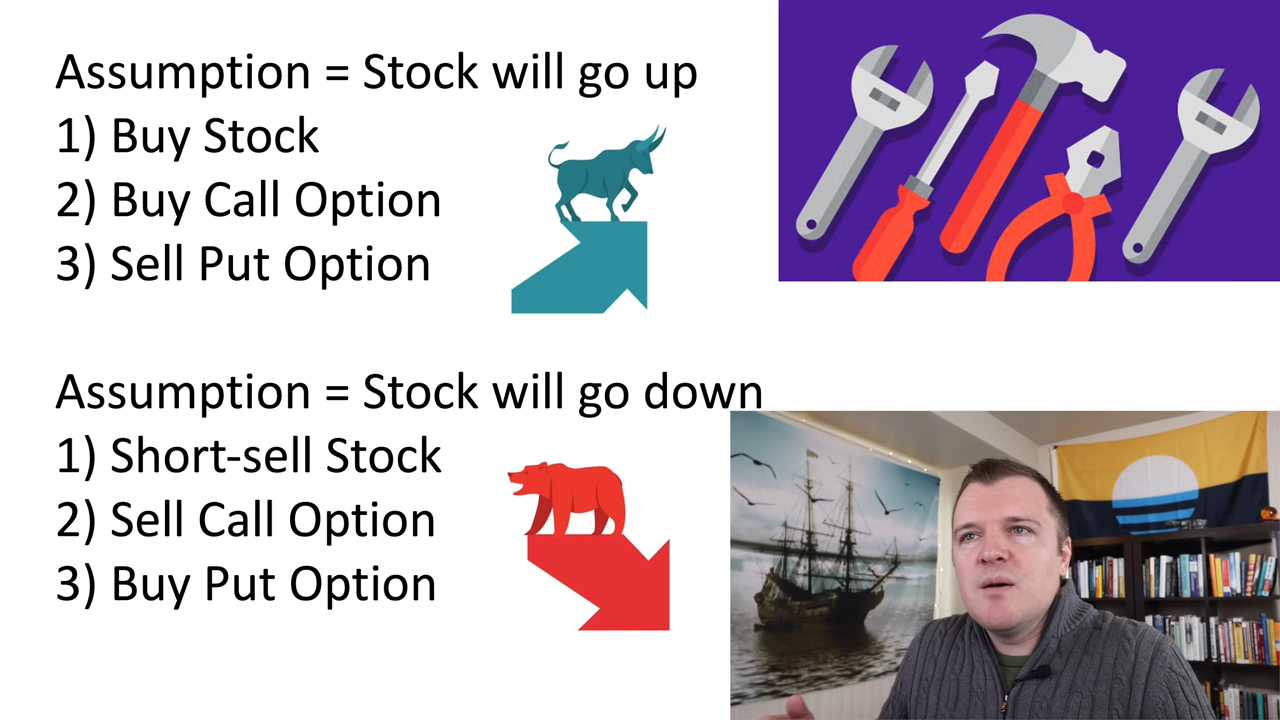 Assumption = Stock will go up
1) Buy Stock
2) Buy Call Option
3) Sell Put Option
Assumption = Stock will go down
1) Short-sell Stock
2) Sell Call Option
3) Buy Put Option